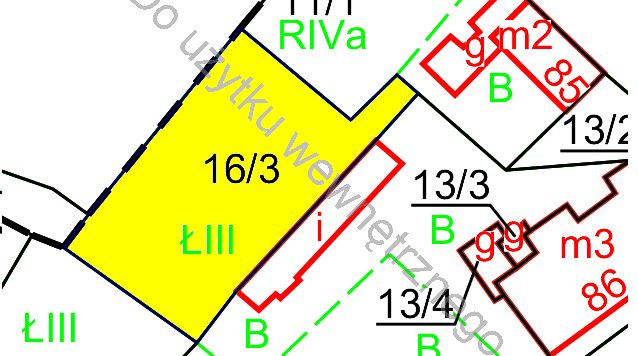 11/1
RIVa
g
m2
B
85
13/2
16/3
13/3
ŁIII
i
B
g
g
m3
86
13/4
ŁIII
B
B
Do użytku wewnętrznego